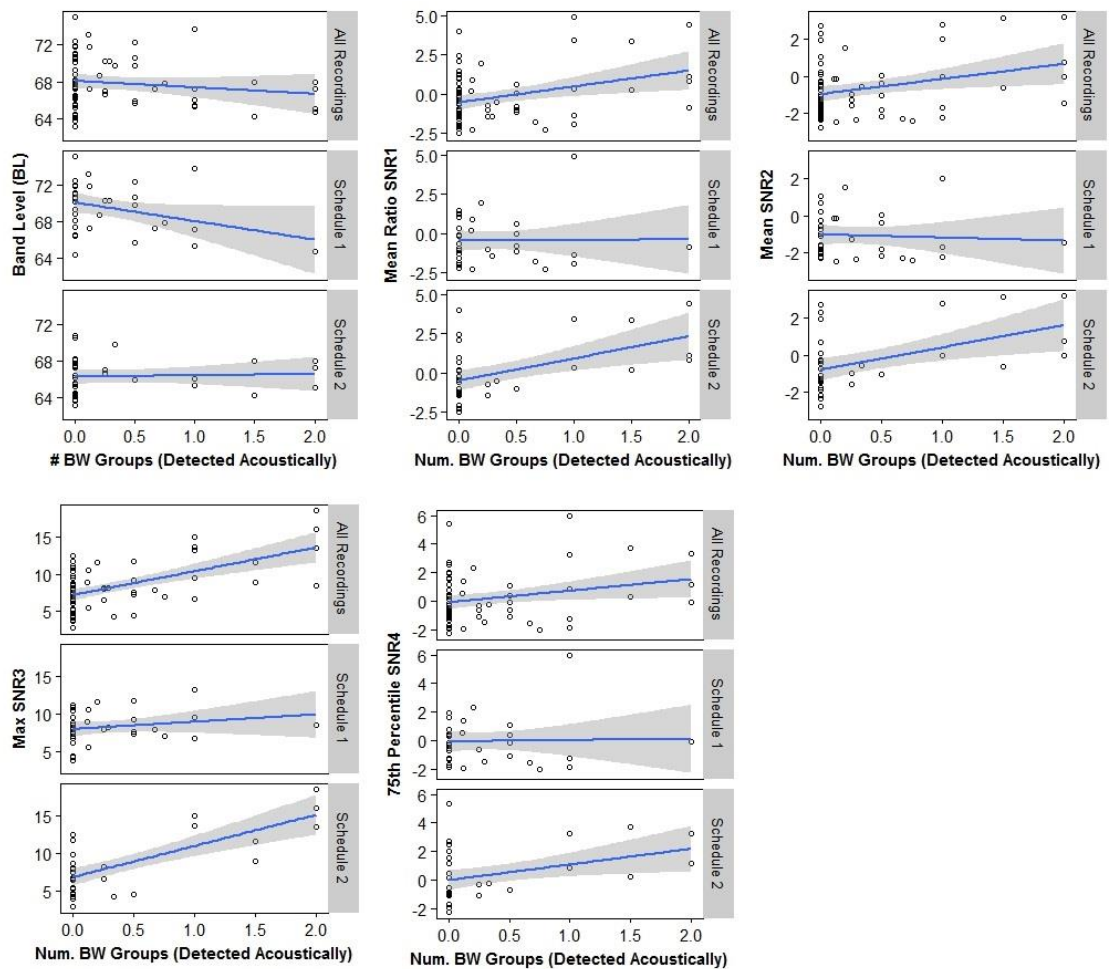 Band Level (BL)
72
68
64
All Recordings
72
68
64
Schedule 1
72
68
64
Schedule 2
0.0 0.5 1.0 1.5 2.0
# BW Groups (Detected Acoustically)
Mean Ratio SNR1
5.0
2.5
0.0
-2.5
All Recordings
5.0
2.5
0.0
-2.5
Schedule 1
5.0
2.5
0.0
-2.5
Schedule 2
0.0 0.5 1.0 1.5 2.0
Num. BW Groups (Detected Acoustically)
Mean SNR2
2
0
-2
All Recordings
2
0
-2
Schedule 1
2
0
-2
Schedule 2
0.0 0.5 1.0 1.5 2.0
Num. BW Groups (Detected Acoustically)
Max SNR3
15
10
5
All Recordings
15
10
5
Schedule 1
15
10
5
Schedule 2
0.0 0.5 1.0 1.5 2.0
Num. BW Groups (Detected Acoustically)
75th Percentile SNR4
6
4
2
0
-2
All Recordings
6
4
2
0
-2
Schedule 1
6
4
2
0
-2
Schedule 2
0.0 0.5 1.0 1.5 2.0
Num. BW Groups (Detected Acoustically)